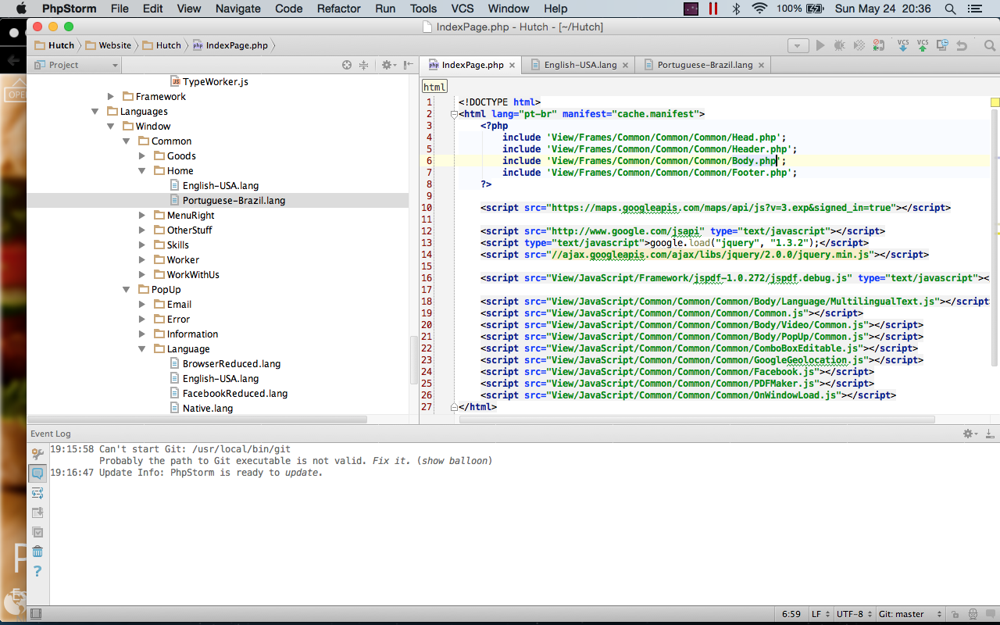 PhpStorm File Edit View Navigate Code Refactor Run Tools VCS Window Help 100% Sun May 24 20:36
IndexPage.php - Hutch - [~/Hutch]
Hutch Website Hutch IndexPage.php VCS VCS
Project
IndexPage.php English-USA.lang Portuguese-Brazil.lang
TypeWorker.js
Framework
Languages
Window
Common
Goods
Home
English-USA.lang
Portuguese-Brazil.lang
MenuRight
OtherStuff
Skills
Worker
WorkWithUs
PopUp
Email
Error
Information
Language
BrowserReduced.lang
English-USA.lang
FacebookReduced.lang
Native.lang
html
1 <!DOCTYPE html>
2 <html lang="pt-br" manifest="cache.manifest">
3 <?php
4 include 'View/Frames/Common/Common/Common/Head.php';
5 include 'View/Frames/Common/Common/Common/Header.php';
6 include 'View/Frames/Common/Common/Common/Body.php';
7 include 'View/Frames/Common/Common/Common/Footer.php';
8 ?>
9
10 <script src="https://maps.googleapis.com/maps/api/js?v=3.exp&signed_in=true"></script>
11
12 <script src="http://www.google.com/jsapi" type="text/javascript"></script>
13 <script type="text/javascript">google.load("jquery", "1.3.2");</script>
14 <script src="//ajax.googleapis.com/ajax/libs/jquery/2.0.0/jquery.min.js"></script>
15
16 <script src="View/JavaScript/Framework/jspdf-1.0.272/jspdf.debug.js" type="text/javascript"><
17
18 <script src="View/JavaScript/Common/Common/Common/Body/Language/MultilingualText.js"></script
19 <script src="View/JavaScript/Common/Common/Common/Common.js"></script>
20 <script src="View/JavaScript/Common/Common/Common/Body/Video/Common.js"></script>
21 <script src="View/JavaScript/Common/Common/Common/Body/PopUp/Common.js"></script>
22 <script src="View/JavaScript/Common/Common/Common/ComboBoxEditable.js"></script>
23 <script src="View/JavaScript/Common/Common/Common/GoogleGeolocation.js"></script>
24 <script src="View/JavaScript/Common/Common/Common/Facebook.js"></script>
25 <script src="View/JavaScript/Common/Common/Common/PDFMaker.js"></script>
26 <script src="View/JavaScript/Common/Common/Common/OnWindowLoad.js"></script>
27 </html>
Event Log
19:15:58 Can't start Git: /usr/local/bin/git
Probably the path to Git executable is not valid. Fix it. (show balloon)
19:16:47 Update Info: PhpStorm is ready to update.
6:59 LF UTF-8 Git: master